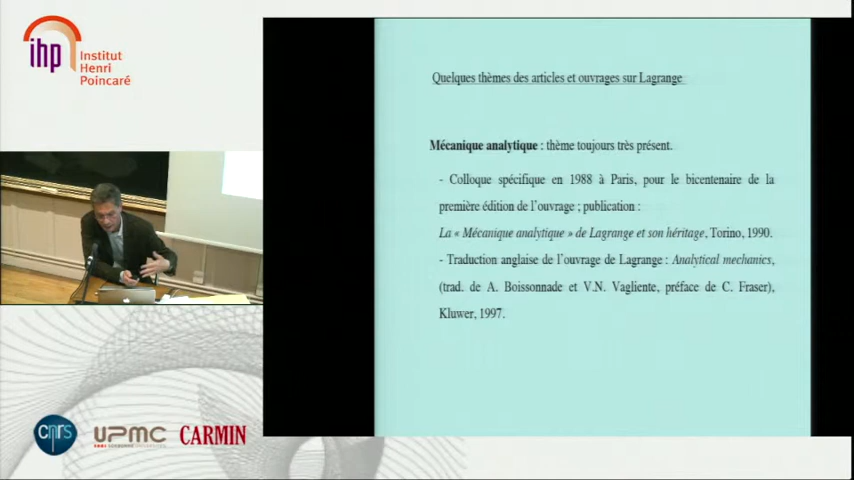 ihp
Institut
Henri
Poincaré
Quelques thèmes des articles et ouvrages sur Lagrange
Mécanique analytique : thème toujours très présent.
- Colloque spécifique en 1988 à Paris, pour le bicentenaire de la
première édition de l'ouvrage ; publication :
La « Mécanique analytique » de Lagrange et son héritage, Torino, 1990.
- Traduction anglaise de l'ouvrage de Lagrange : Analytical mechanics,
(trad. de A. Boissonnade et V.N. Vagliente, préface de C. Fraser),
Kluwer, 1997.
cnrs
UPMC
CARMIN